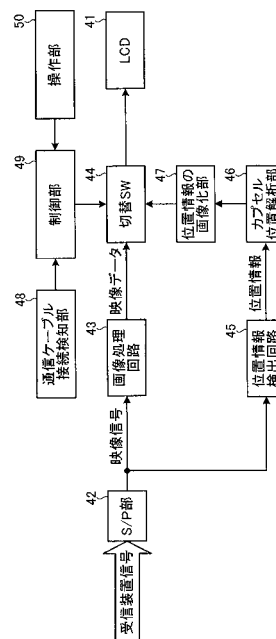 50
操作部
41
LCD
49
制御部
44
切替SW
47
位置情報の
画像化部
46
カプセル
位置解析部
48
通信ケーブル
接続検知部
映像データ
位置情報
43
画像処理
回路
45
位置情報
検出回路
映像信号
42
S/P部
受信装置信号